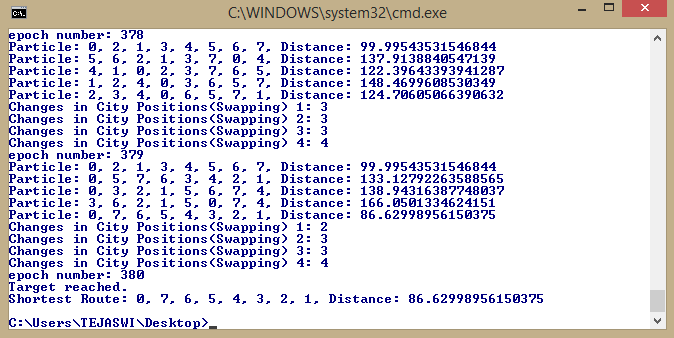 C:\WINDOWS\system32\cmd.exe
epoch number: 378
Particle: 0, 2, 1, 3, 4, 5, 6, 7, Distance: 99.99543531546844
Particle: 5, 6, 2, 1, 3, 7, 0, 4, Distance: 137.9138840547139
Particle: 4, 1, 0, 2, 3, 7, 6, 5, Distance: 122.39643393941287
Particle: 1, 2, 4, 0, 3, 6, 5, 7, Distance: 148.4699608530349
Particle: 2, 3, 4, 0, 6, 5, 7, 1, Distance: 124.70605066390632
Changes in City Positions(Swapping) 1: 3
Changes in City Positions(Swapping) 2: 3
Changes in City Positions(Swapping) 3: 3
Changes in City Positions(Swapping) 4: 4
epoch number: 379
Particle: 0, 2, 1, 3, 4, 5, 6, 7, Distance: 99.99543531546844
Particle: 0, 5, 7, 6, 3, 4, 2, 1, Distance: 133.12792263588565
Particle: 0, 3, 2, 1, 5, 6, 7, 4, Distance: 138.94316387748037
Particle: 3, 6, 2, 1, 5, 0, 7, 4, Distance: 166.0501334624151
Particle: 0, 7, 6, 5, 4, 3, 2, 1, Distance: 86.62998956150375
Changes in City Positions(Swapping) 1: 2
Changes in City Positions(Swapping) 2: 3
Changes in City Positions(Swapping) 3: 3
Changes in City Positions(Swapping) 4: 4
epoch number: 380
Target reached.
Shortest Route: 0, 7, 6, 5, 4, 3, 2, 1, Distance: 86.62998956150375
C:\Users\TEJASWI\Desktop>_